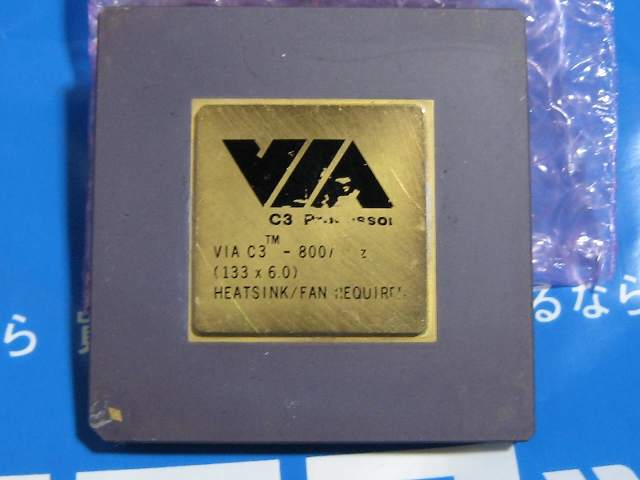 VIA
C3
VIA C3™ - 800
(133 x 6.0)
HEATSINK/FAN
ら
るなら